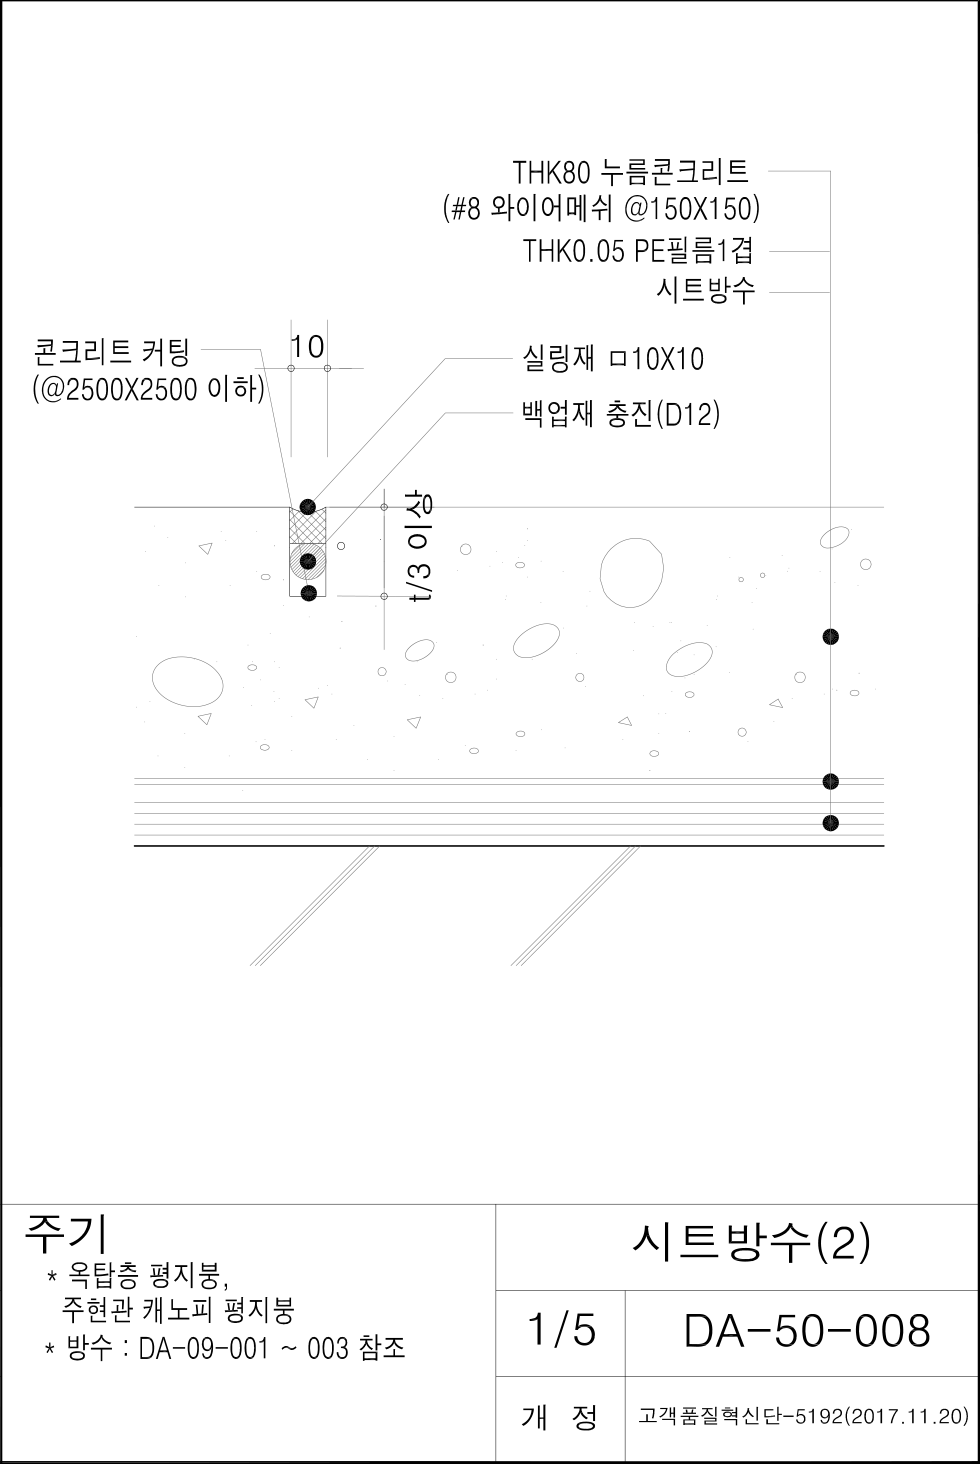 THK80 누름콘크리트
(#8 와이어메쉬 @150X150)
THK0.05 PE필름1겹
시트방수
콘크리트 커팅
(@2500X2500 이하)
10
실링재 ㅁ10X10
백업재 충진(D12)
t/3 이상
주기
* 옥탑층 평지붕,
주현관 캐노피 평지붕
* 방수 : DA-09-001 ~ 003 참조
시트방수(2)
1/5
DA-50-008
개 정
고객품질혁신단-5192(2017.11.20)